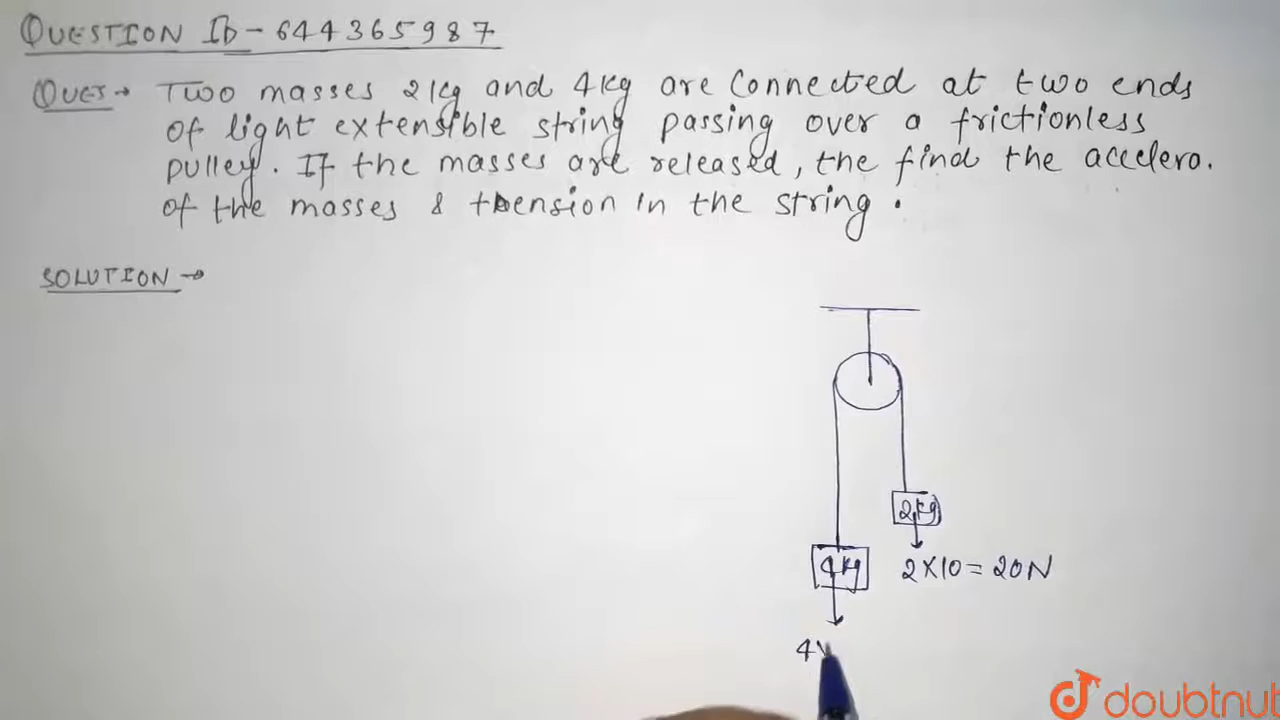 QUESTION ID - 644365987
QUES → Two masses 2kg and 4kg are Connected at two ends
of light extensible string passing over a frictionless
pulley. If the masses are released, the find the accelero.
of the masses & tension in the string.
SOLUTION →
2kg
4kg
2×10=20N
4×
doubtnut